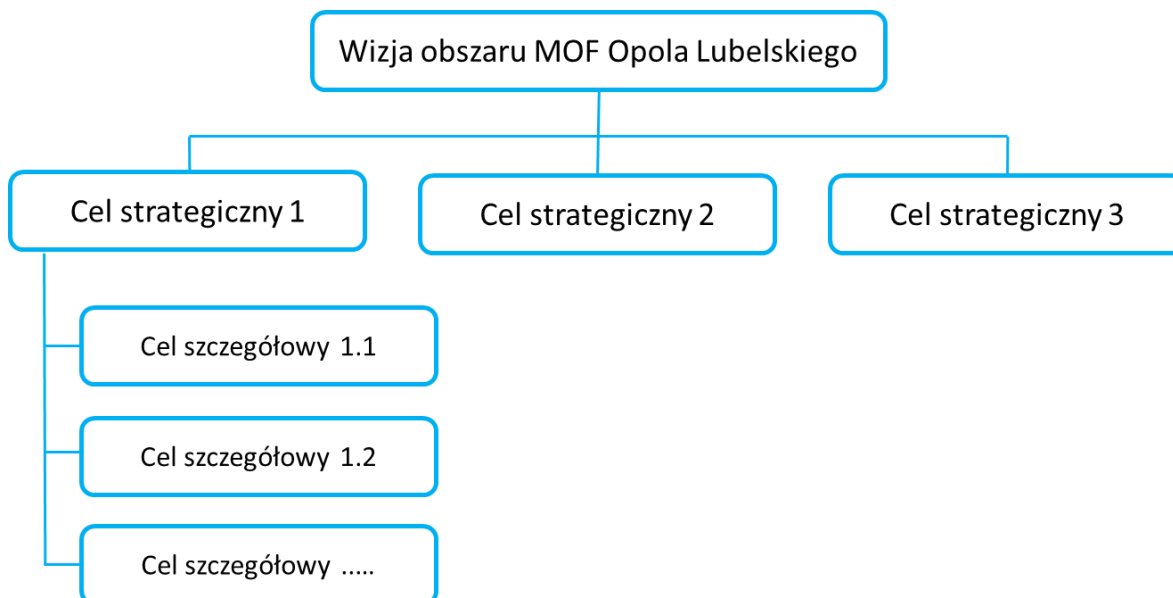 Wizja obszaru MOF Opola Lubelskiego
Cel strategiczny 1
Cel strategiczny 2
Cel strategiczny 3
Cel szczegółowy 1.1
Cel szczegółowy 1.2
Cel szczegółowy .....